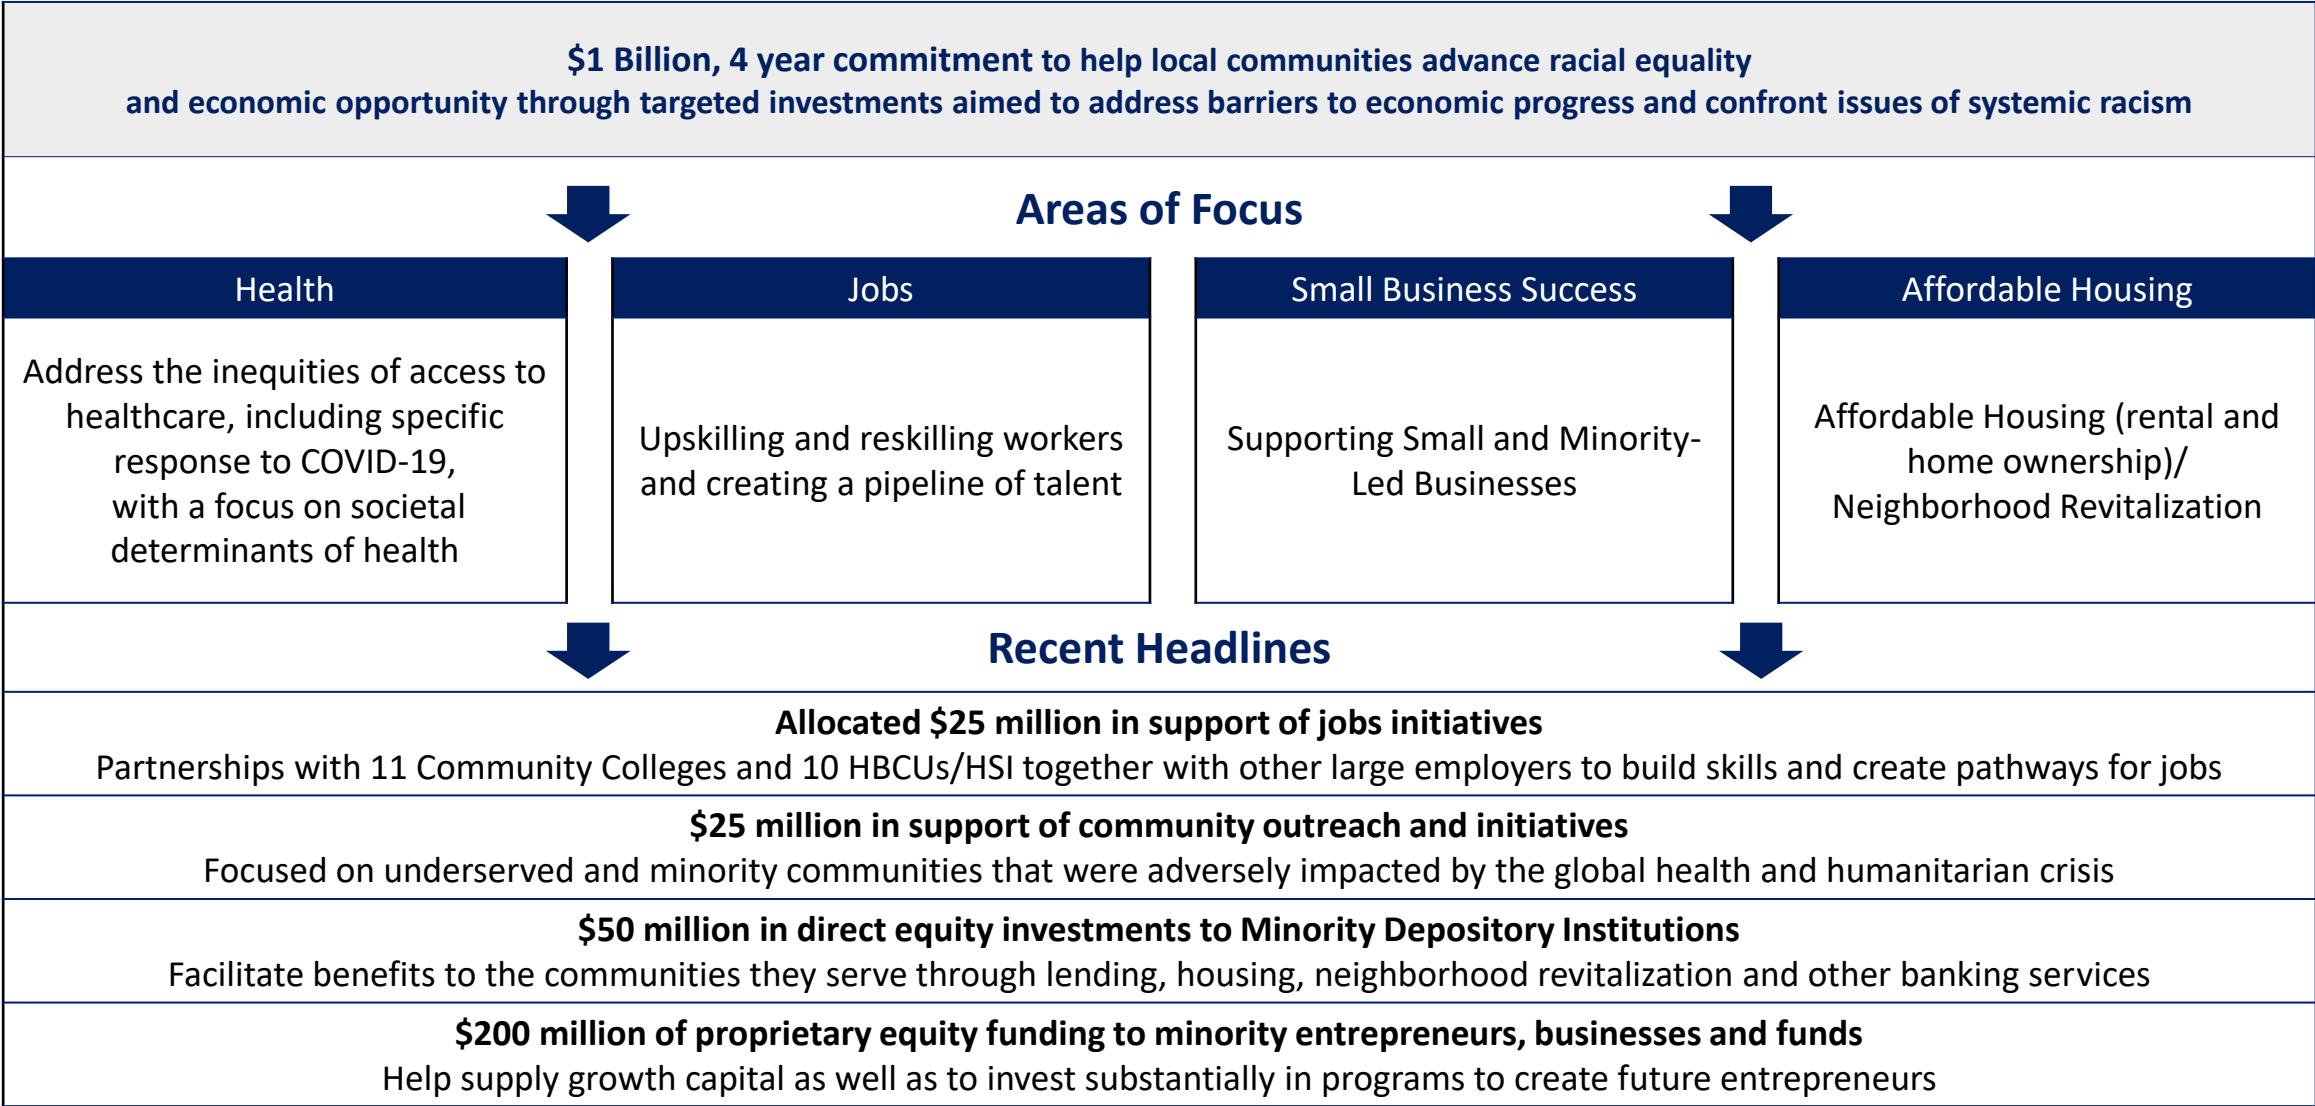 $1 Billion, 4 year commitment to help local communities advance racial equality
and economic opportunity through targeted investments aimed to address barriers to economic progress and confront issues of systemic racism
Areas of Focus
Health
Address the inequities of access to
healthcare, including specific
response to COVID-19,
with a focus on societal
determinants of health
Jobs
Upskilling and reskilling workers
and creating a pipeline of talent
Small Business Success
Supporting Small and Minority-
Led Businesses
Affordable Housing
Affordable Housing (rental and
home ownership)/
Neighborhood Revitalization
Recent Headlines
Allocated $25 million in support of jobs initiatives
Partnerships with 11 Community Colleges and 10 HBCUs/HSI together with other large employers to build skills and create pathways for jobs
$25 million in support of community outreach and initiatives
Focused on underserved and minority communities that were adversely impacted by the global health and humanitarian crisis
$50 million in direct equity investments to Minority Depository Institutions
Facilitate benefits to the communities they serve through lending, housing, neighborhood revitalization and other banking services
$200 million of proprietary equity funding to minority entrepreneurs, businesses and funds
Help supply growth capital as well as to invest substantially in programs to create future entrepreneurs